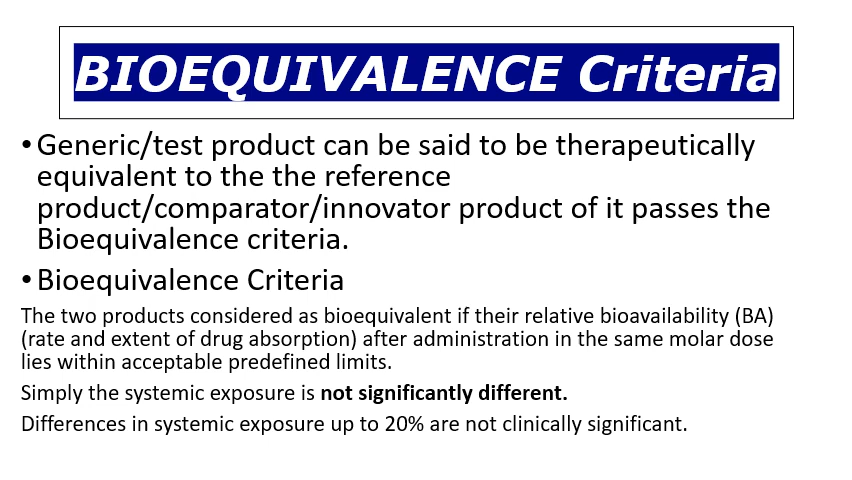 BIOEQUIVALENCE Criteria
• Generic/test product can be said to be therapeutically
equivalent to the the reference
product/comparator/innovator product of it passes the
Bioequivalence criteria.
• Bioequivalence Criteria
The two products considered as bioequivalent if their relative bioavailability (BA)
(rate and extent of drug absorption) after administration in the same molar dose
lies within acceptable predefined limits.
Simply the systemic exposure is not significantly different.
Differences in systemic exposure up to 20% are not clinically significant.